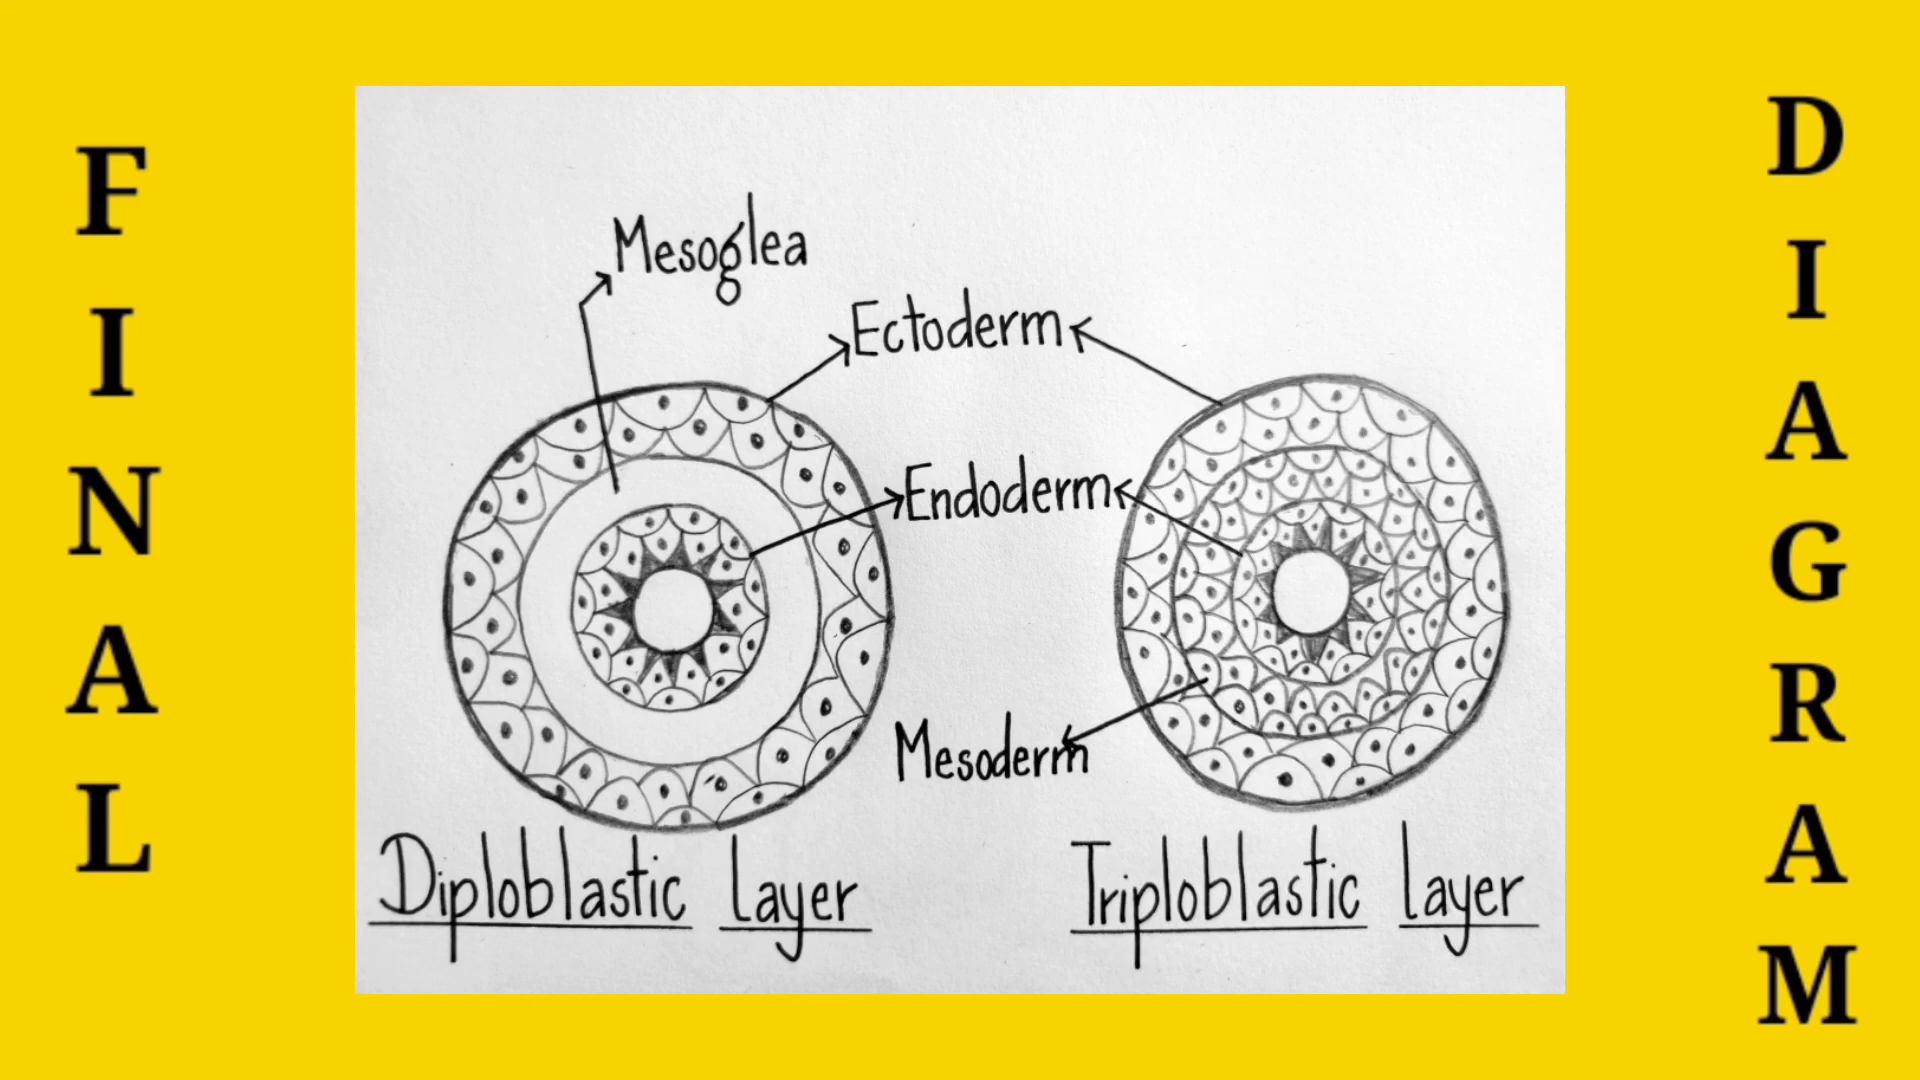 FINAL
Mesoglea
Ectoderm
Endoderm
Mesoderm
Diploblastic Layer
Triploblastic Layer
DIAGRAM